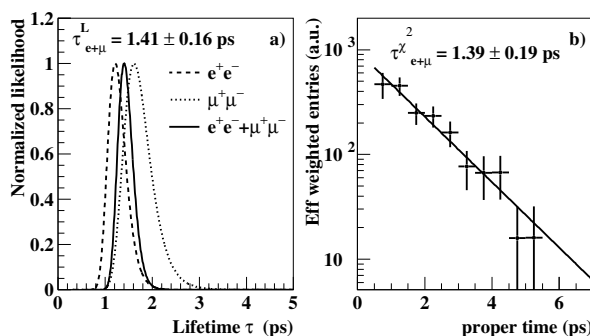 Normalized likelihood
1.2
1
0.8
0.6
0.4
0.2
0
τ^L_{e+μ} = 1.41 ± 0.16 ps
a)
e⁺e⁻
μ⁺μ⁻
e⁺e⁻+μ⁺μ⁻
0 1 2 3 4 5
Lifetime τ (ps)
Eff weighted entries (a.u.)
10³
10²
10
τ^{χ²}_{e+μ} = 1.39 ± 0.19 ps
b)
0 2 4 6
proper time (ps)